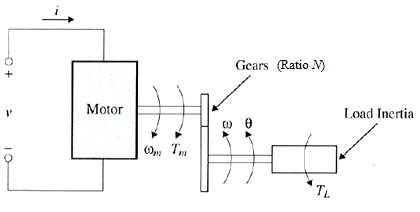 i
+
v
−
Motor
ωm Tm
Gears (Ratio N)
ω θ
Load Inertia
TL